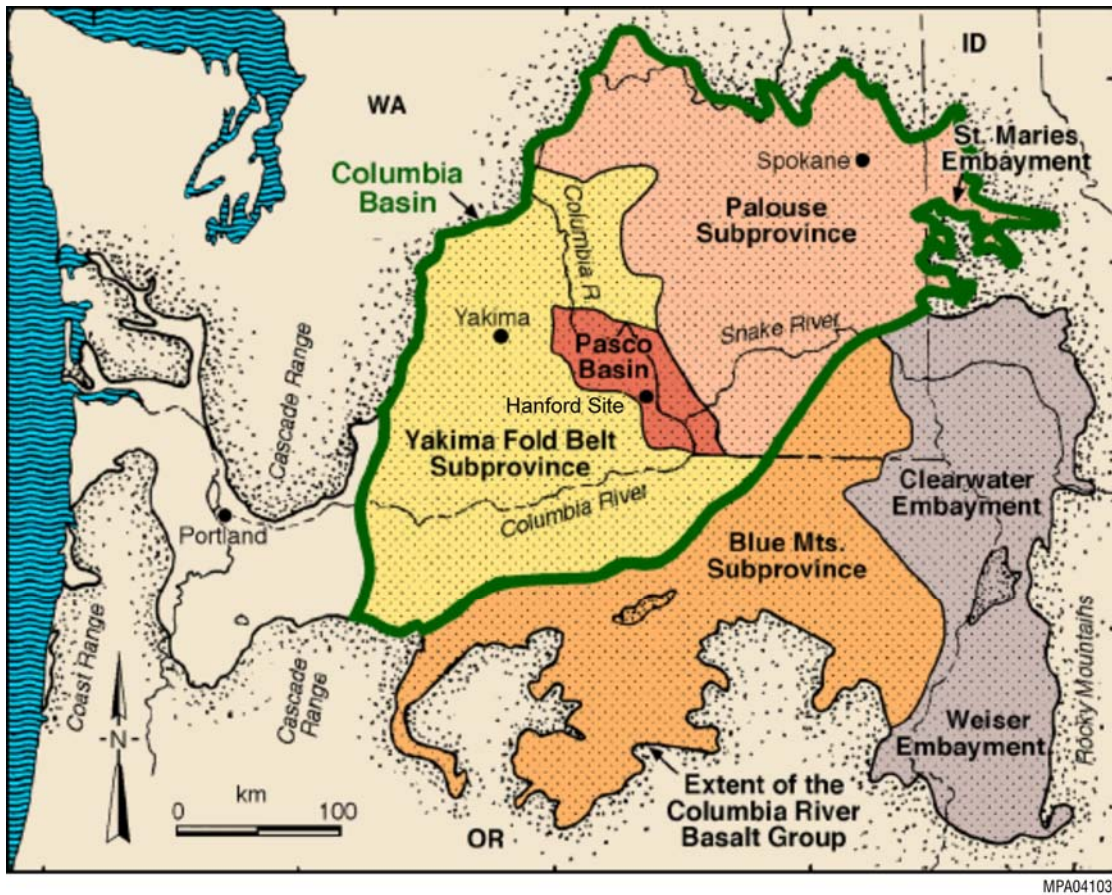 ID
WA
St. Maries
Embayment
Spokane
Columbia
Basin
Palouse
Subprovince
Columbia R.
Yakima
Snake River
Pasco
Basin
Hanford Site
Cascade Range
Yakima Fold Belt
Subprovince
Clearwater
Embayment
Columbia River
Portland
Blue Mts.
Subprovince
Coast Range
Cascade
Range
Rocky Mountains
N
Weiser
Embayment
0 km 100
Extent of the
Columbia River
Basalt Group
OR
MPA04103